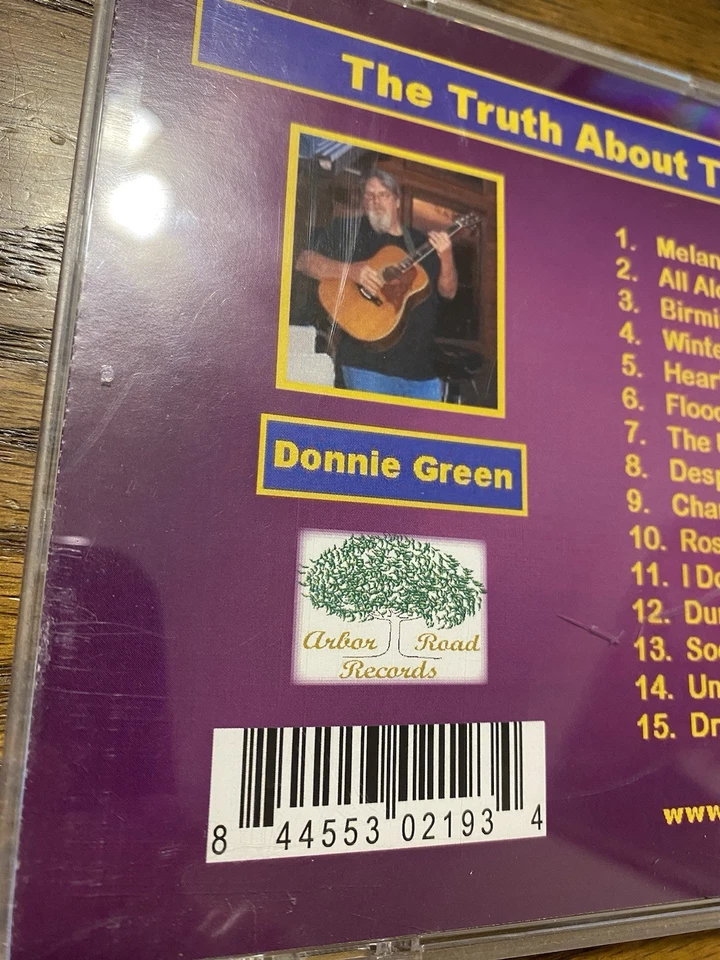 The Truth About T
Donnie Green
Arbor Road
Records
8 44553 02193 4
1. Melan
2. All Alo
3. Birmi
4. Winte
5. Hear
6. Flood
7. The
8. Desp
9. Cha
10. Ros
11. I Do
12. Du
13. Soc
14. Un
15. Dr
www.